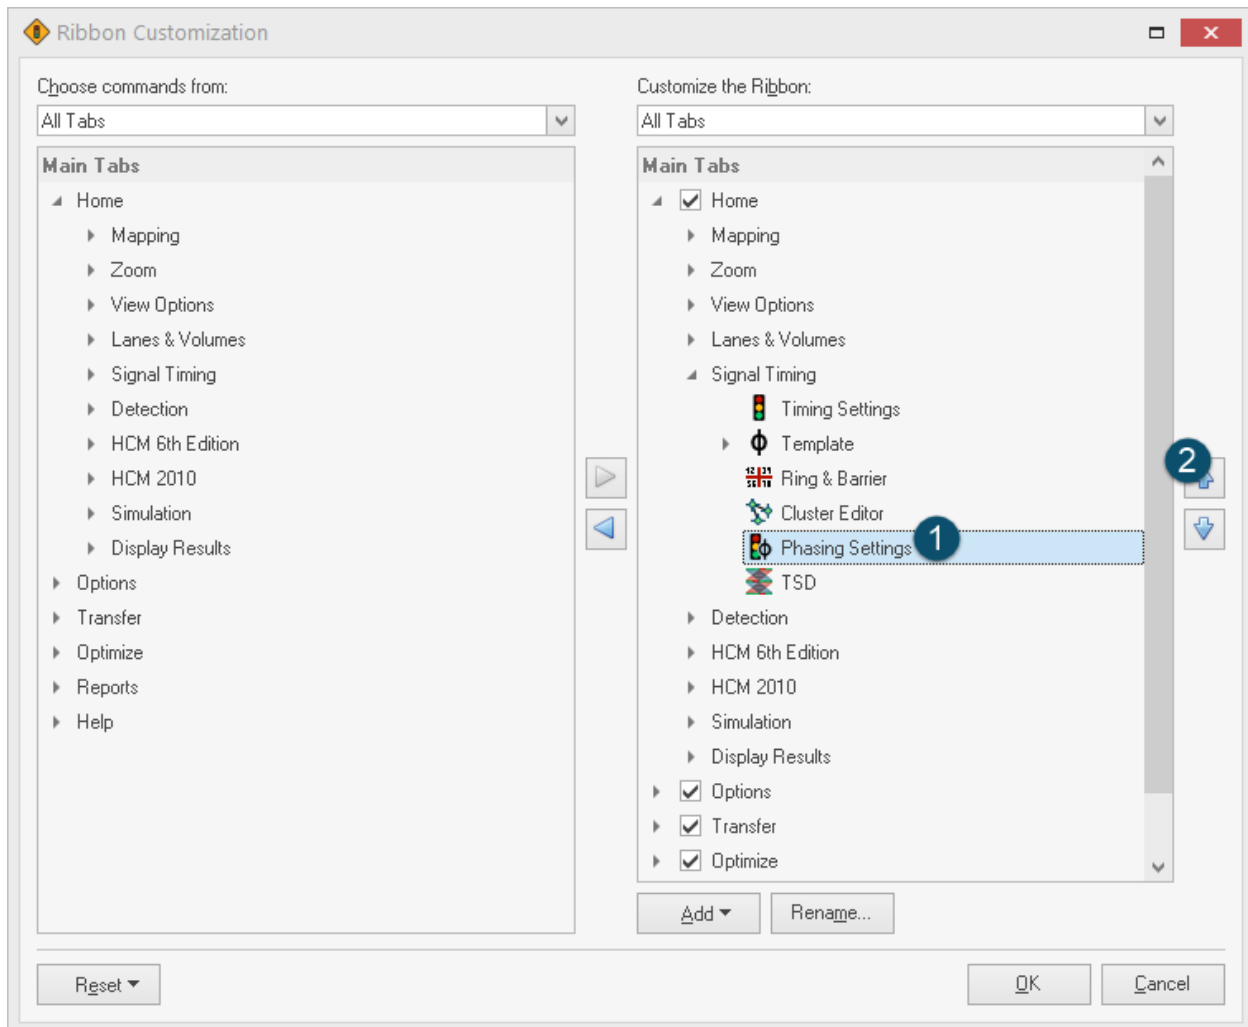 Ribbon Customization
Choose commands from:
All Tabs
Main Tabs
Home
Mapping
Zoom
View Options
Lanes & Volumes
Signal Timing
Detection
HCM 6th Edition
HCM 2010
Simulation
Display Results
Options
Transfer
Optimize
Reports
Help
Customize the Ribbon:
All Tabs
Main Tabs
Home
Mapping
Zoom
View Options
Lanes & Volumes
Signal Timing
Timing Settings
ϕ Template
Ring & Barrier
Cluster Editor
ϕ Phasing Settings 1
TSD
Detection
HCM 6th Edition
HCM 2010
Simulation
Display Results
Options
Transfer
Optimize
2
Add
Rename...
Reset
OK
Cancel